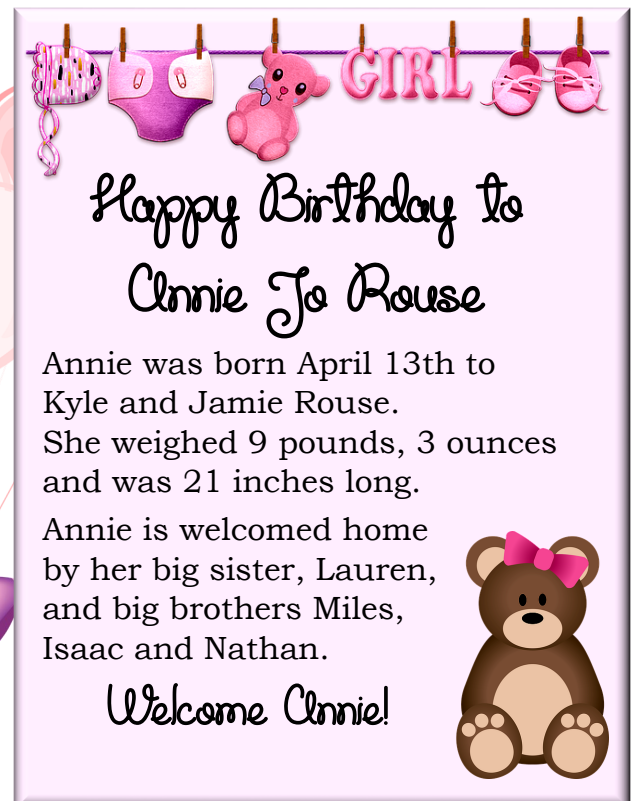 GIRL
Happy Birthday to
Annie Jo Rouse
Annie was born April 13th to
Kyle and Jamie Rouse.
She weighed 9 pounds, 3 ounces
and was 21 inches long.
Annie is welcomed home
by her big sister, Lauren,
and big brothers Miles,
Isaac and Nathan.
Welcome Annie!